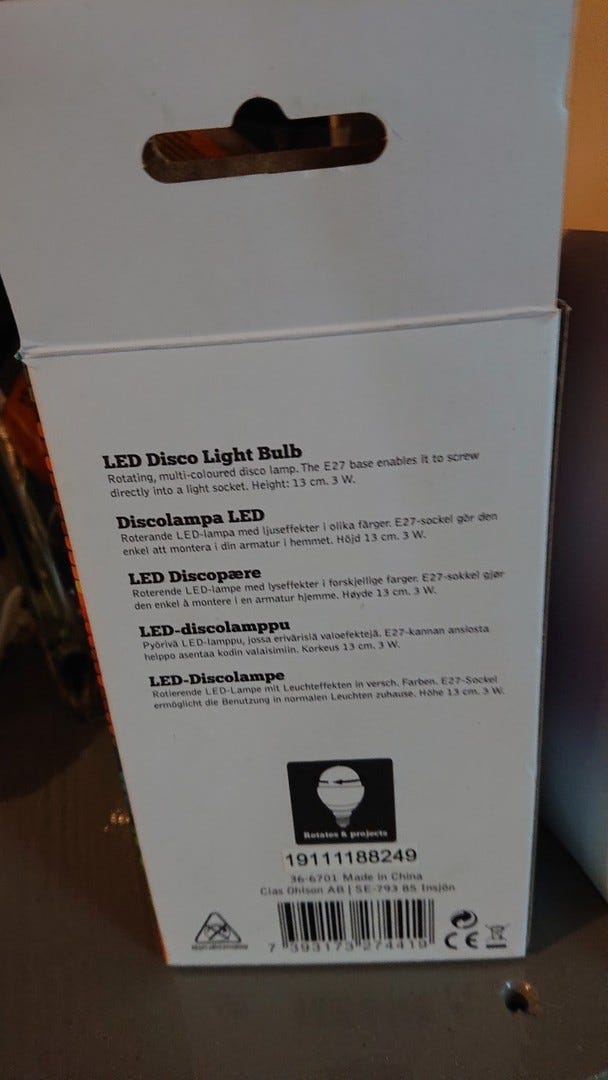 LED Disco Light Bulb
Rotating, multi-coloured disco lamp. The E27 base enables it to screw
directly into a light socket. Height: 13 cm. 3 W.
Discolampa LED
Roterande LED-lampa med ljuseffekter i olika färger. E27-sockel gör den
enkel att montera i din armatur i hemmet. Höjd 13 cm. 3 W.
LED Discopære
Roterende LED-lampe med lyseffekter i forskjellige farger. E27-sokkel gjør
den enkel å montere i en armatur hjemme. Høyde 13 cm. 3 W.
LED-discolamppu
Pyörivä LED-lamppu, jossa erivärisiä valoefektejä. E27-kannan ansiosta
helppo asentaa kodin valaisimiin. Korkeus 13 cm. 3 W.
LED-Discolampe
Rotierende LED-Lampe mit Leuchteffekten in versch. Farben. E27-Sockel
ermöglicht die Benutzung in normalen Leuchten zuhause. Höhe 13 cm. 3 W.
Rotates & projects
19111188249
36-6701 Made in China
Clas Ohlson AB | SE-793 85 Insjön
7 393173 274419
CE